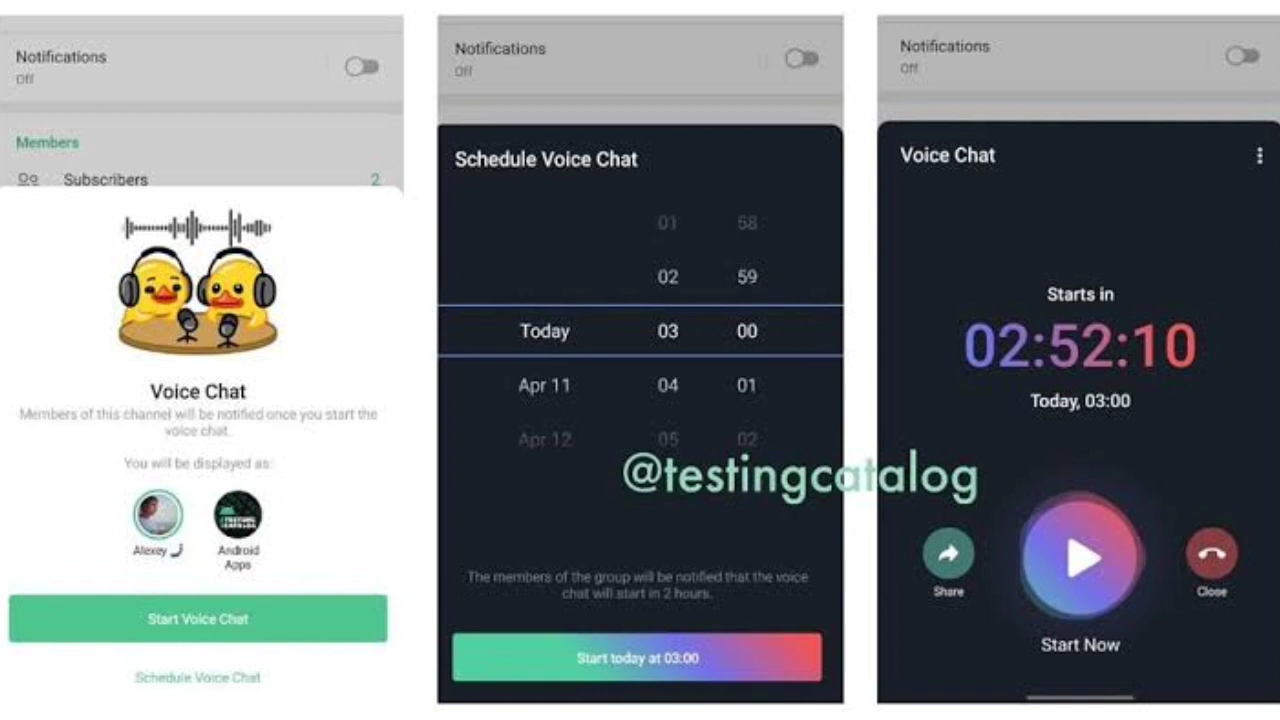 Notifications
Off
Members
Subscribers 2
Voice Chat
Members of this channel will be notified once you start the
voice chat.
You will be displayed as:
Alexey
Android
Apps
Start Voice Chat
Schedule Voice Chat
Notifications
Off
Schedule Voice Chat
01 58
02 59
Today 03 00
Apr 11 04 01
Apr 12 05 02
@testingcatalog
The members of the group will be notified that the voice
chat will start in 2 hours.
Start today at 03:00
Notifications
Off
Voice Chat
Starts in
02:52:10
Today, 03:00
Share
Close
Start Now